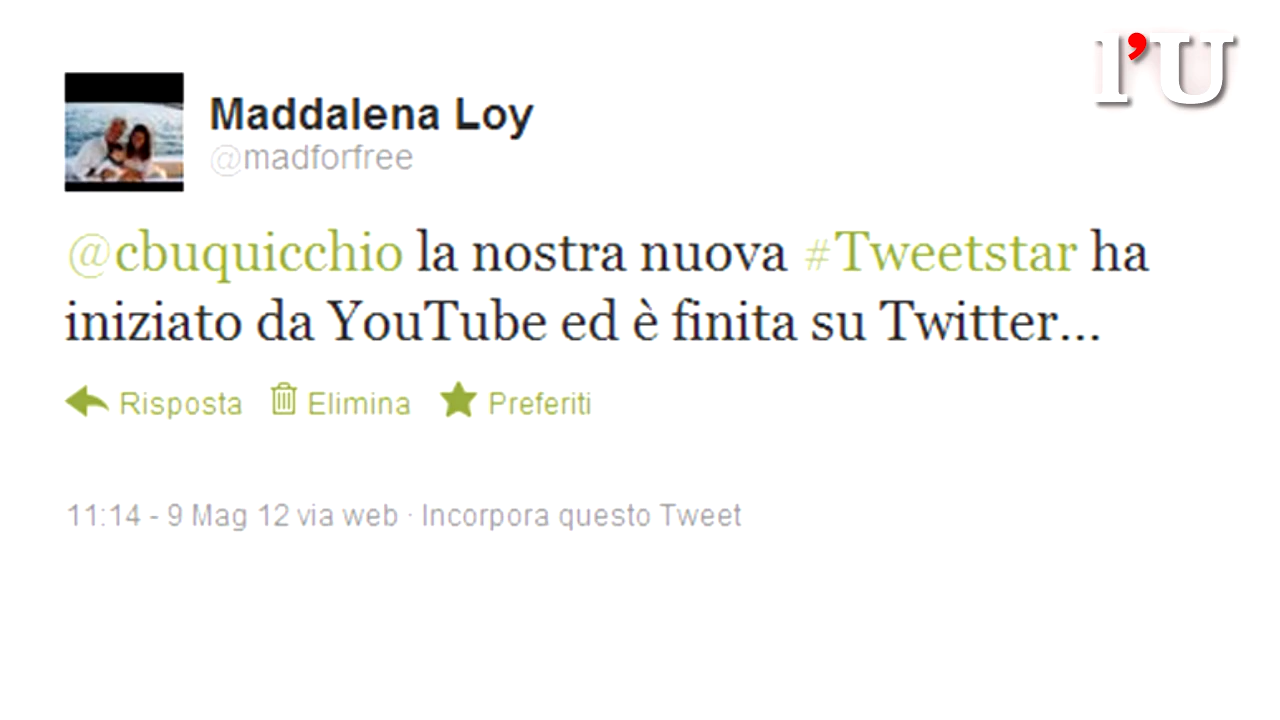 l'U
Maddalena Loy
@madforfree
@cbuquicchio la nostra nuova #Tweetstar ha
iniziato da YouTube ed è finita su Twitter...
Risposta Elimina Preferiti
11:14 - 9 Mag 12 via web · Incorpora questo Tweet